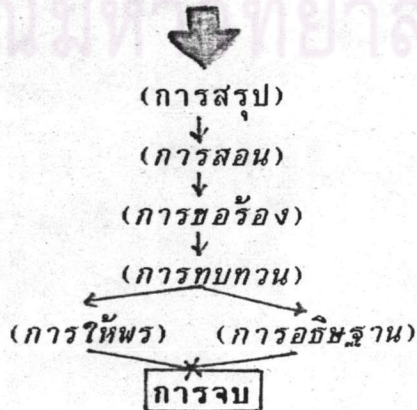 (การสรุป)
(การสอน)
(การขอร้อง)
(การทบทวน)
(การให้พร) (การอธิษฐาน)
การจบ